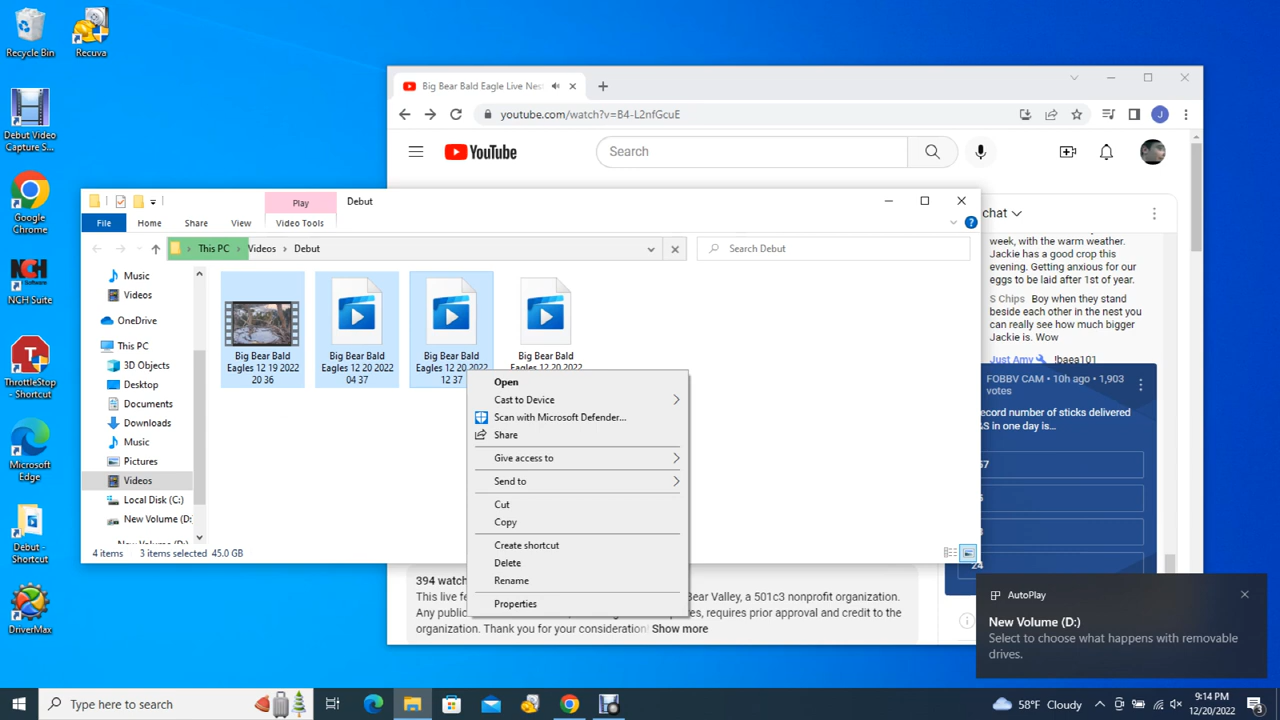 Recycle Bin
Recuva
Debut Video
Capture S...
Google
Chrome
NCH Suite
ThrottleStop
- Shortcut
Microsoft
Edge
Debut -
Shortcut
DriverMax
Big Bear Bald Eagle Live Nes
youtube.com/watch?v=B4-L2nfGcuE
YouTube
Search
Play
Debut
File
Home
Share
View
Video Tools
This PC
Videos
Debut
Search Debut
Music
Videos
OneDrive
This PC
3D Objects
Desktop
Documents
Downloads
Music
Pictures
Videos
Local Disk (C:)
New Volume (D:
Big Bear Bald
Eagles 12 19 2022
20 36
Big Bear Bald
Eagles 12 20 2022
04 37
Big Bear Bald
Eagles 12 20 2022
12 37
Big Bear Bald
Eagles 12 20 2022
4 items
3 items selected 45.0 GB
Open
Cast to Device
Scan with Microsoft Defender...
Share
Give access to
Send to
Cut
Copy
Create shortcut
Delete
Rename
Properties
chat
week, with the warm weather.
Jackie has a good crop this
evening. Getting anxious for our
eggs to be laid after 1st of year.
S Chips Boy when they stand
beside each other in the nest you
can really see how much bigger
Jackie is. Wow
Just Amy !baea101
FOBBV CAM • 10h ago • 1,903
votes
ecord number of sticks delivered
&S in one day is...
57
24
394 watch
This live fe
Bear Valley, a 501c3 nonprofit organization.
Any public
es, requires prior approval and credit to the
organization. Thank you for your consideration! Show more
AutoPlay
New Volume (D:)
Select to choose what happens with removable
drives.
Type here to search
58°F Cloudy
9:14 PM
12/20/2022
3